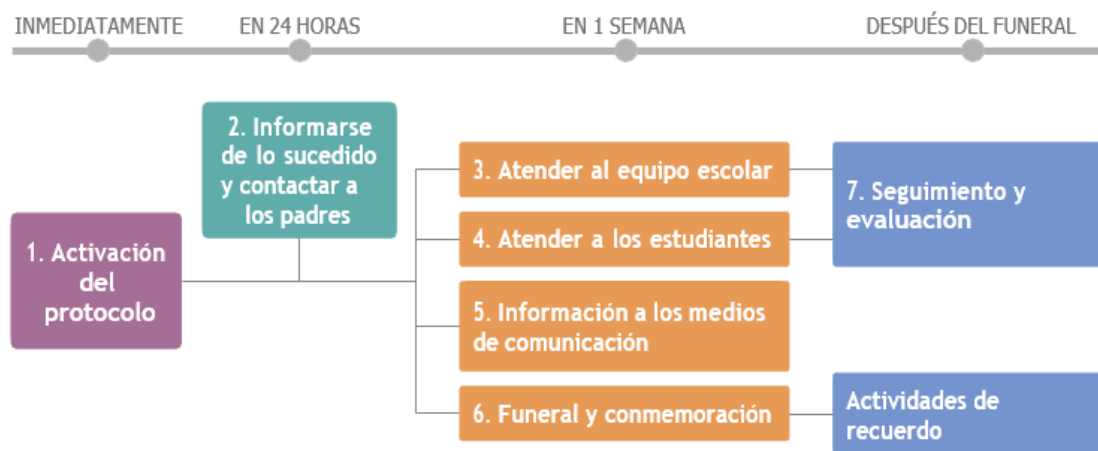 INMEDIATAMENTE
EN 24 HORAS
EN 1 SEMANA
DESPUÉS DEL FUNERAL
1. Activación
del
protocolo
2. Informarse
de lo sucedido
y contactar a
los padres
3. Atender al equipo escolar
4. Atender a los estudiantes
5. Información a los medios
de comunicación
6. Funeral y conmemoración
7. Seguimiento y
evaluación
Actividades de
recuerdo